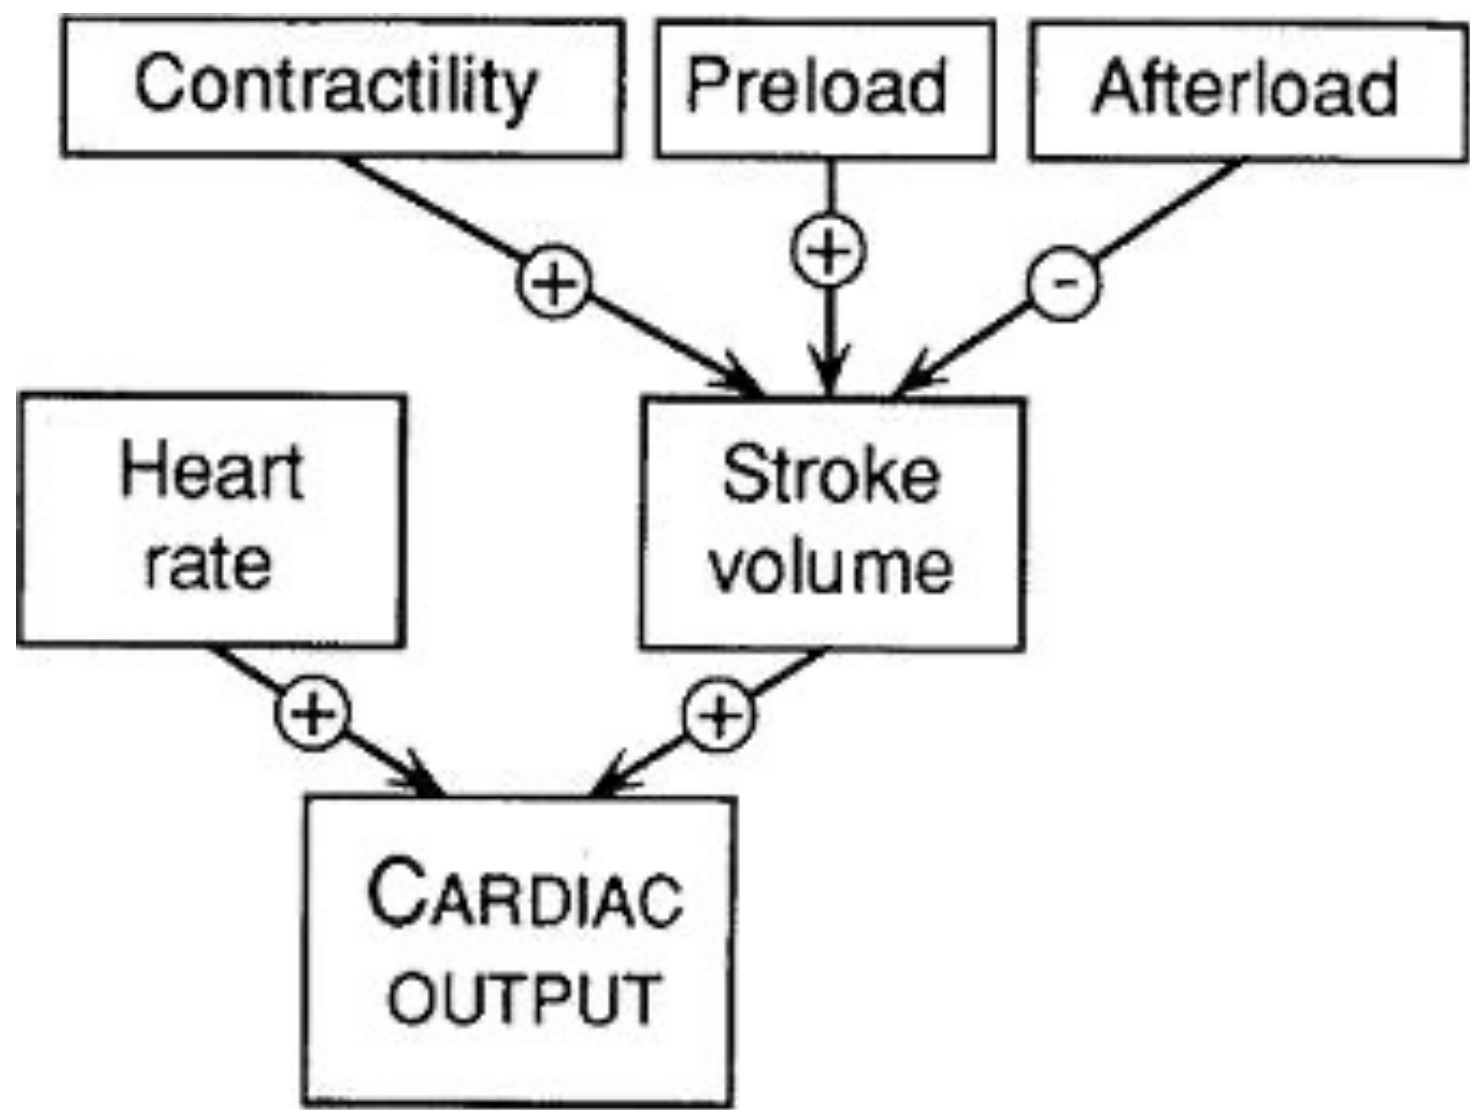 Contractility
Preload
Afterload
+
+
-
Heart
rate
Stroke
volume
+
+
CARDIAC
OUTPUT